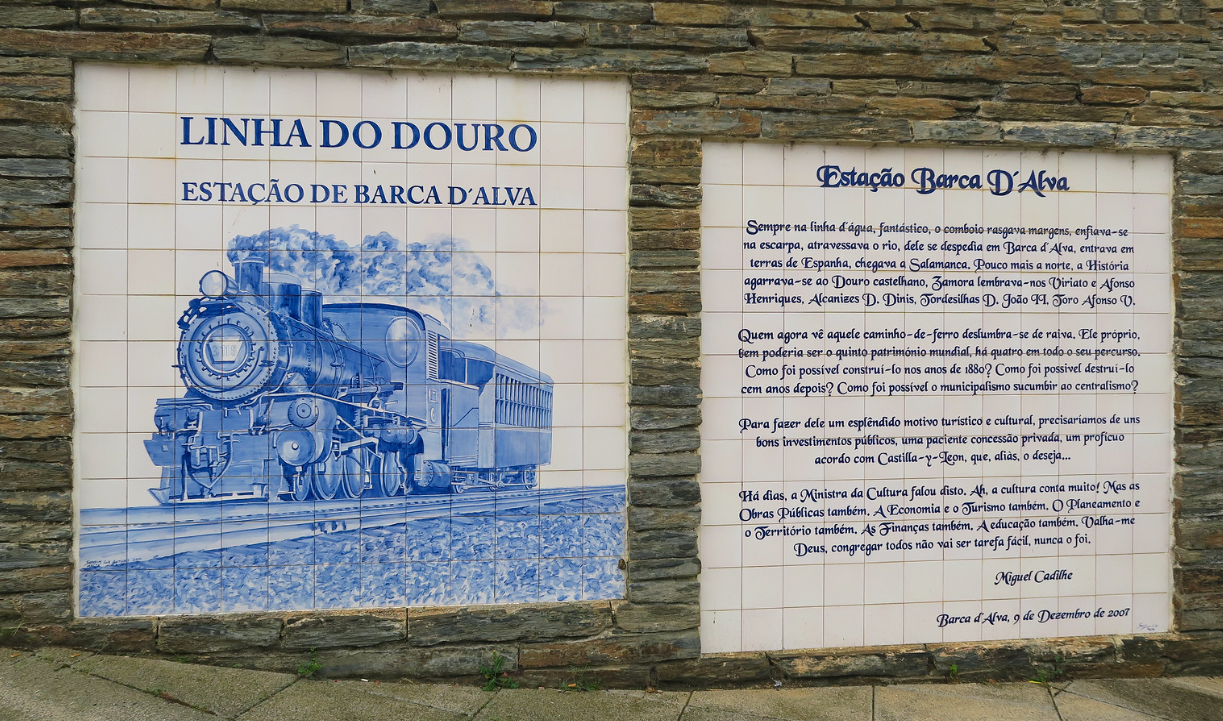 LINHA DO DOURO
ESTAÇÃO DE BARCA D´ALVA
Estação Barca D´Alva
Sempre na linha d´água, fantástico, o comboio rasgava margens, enfiava-se
na escarpa, atravessava o rio, dele se despedia em Barca d´Alva, entrava em
terras de Espanha, chegava a Salamanca. Pouco mais a norte, a História
agarrava-se ao Douro castelhano, Zamora lembrava-nos Viriato e Afonso
Henriques, Alcanizes D. Dinis, Tordesilhas D. João II, Toro Afonso V.
Quem agora vê aquele caminho-de-ferro deslumbra-se de raiva. Ele próprio,
bem poderia ser o quinto património mundial, há quatro em todo o seu percurso.
Como foi possível construí-lo nos anos de 1880? Como foi possível destruí-lo
cem anos depois? Como foi possível o municipalismo sucumbir ao centralismo?
Para fazer dele um esplêndido motivo turístico e cultural, precisaríamos de uns
bons investimentos públicos, uma paciente concessão privada, um profícuo
acordo com Castilla-y-Leon, que, aliás, o deseja...
Há dias, a Ministra da Cultura falou disto. Ah, a cultura conta muito! Mas as
Obras Públicas também. A Economia e o Turismo também. O Planeamento e
o Território também. As Finanças também. A educação também. Valha-me
Deus, congregar todos não vai ser tarefa fácil, nunca o foi.
Miguel Cadilhe
Barca d´Alva, 9 de Dezembro de 2007